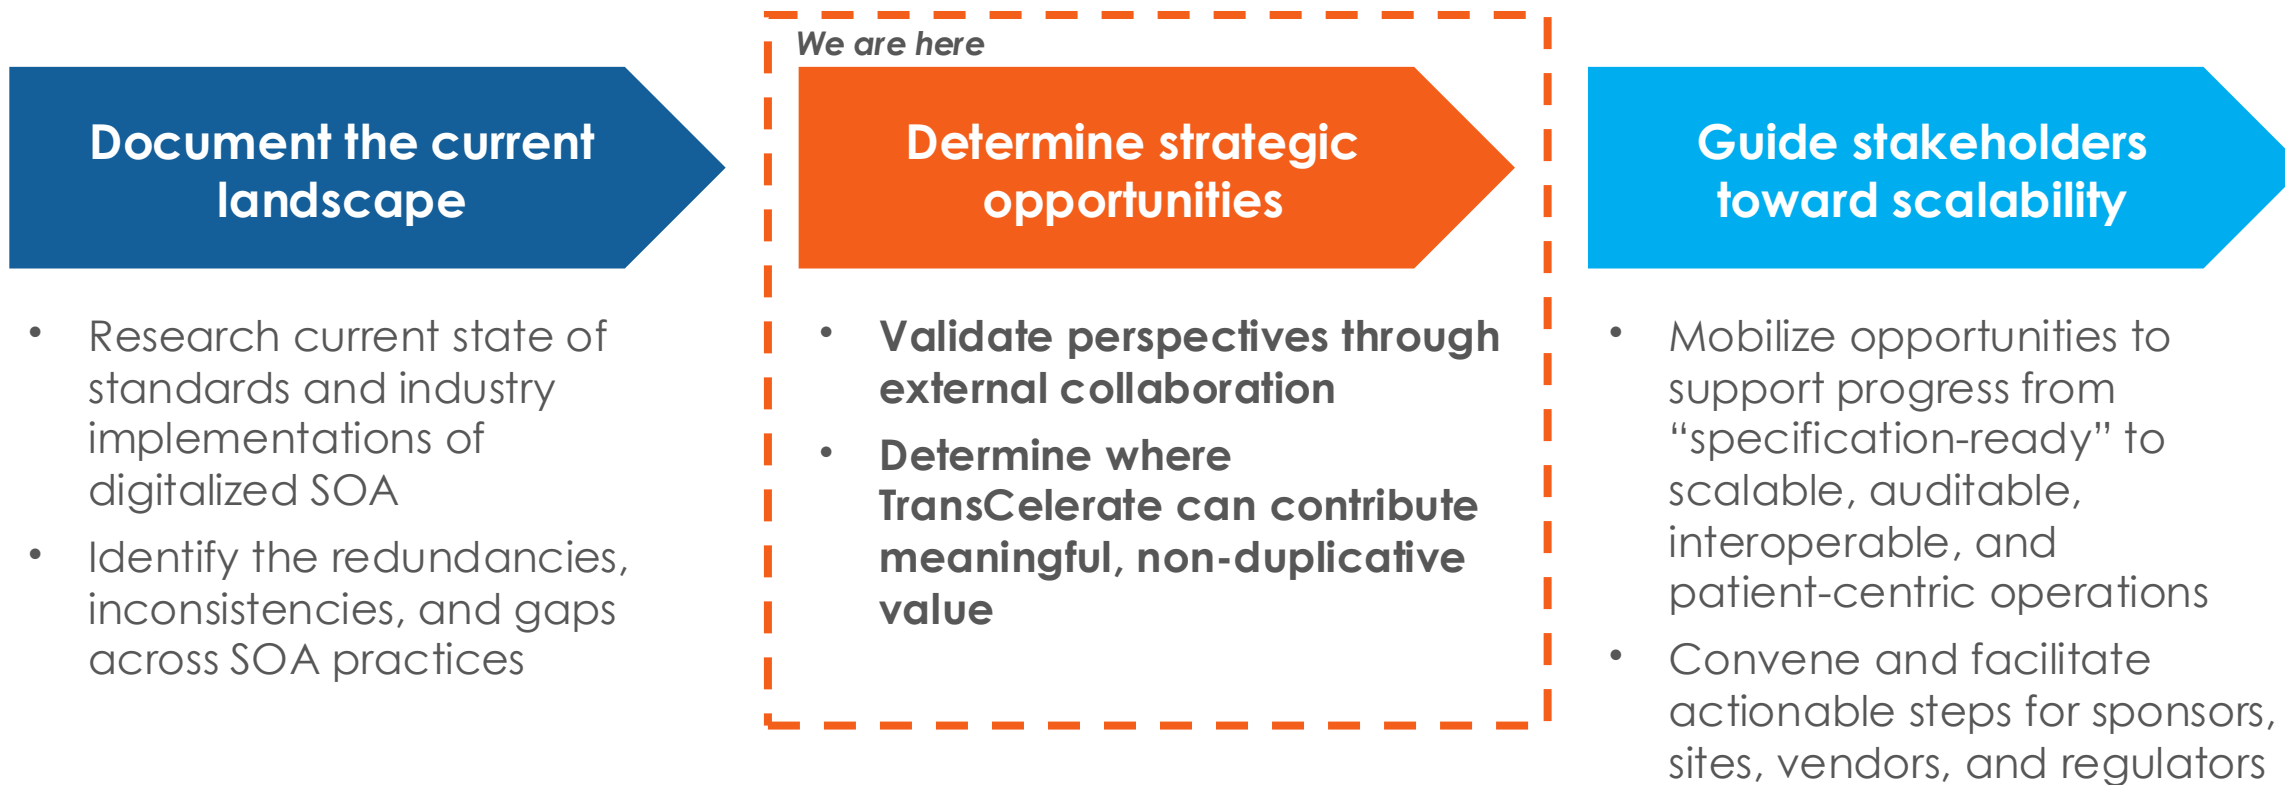 We are here
Document the current
landscape
• Research current state of
standards and industry
implementations of
digitalized SOA
• Identify the redundancies,
inconsistencies, and gaps
across SOA practices
Determine strategic
opportunities
• Validate perspectives through
external collaboration
• Determine where
TransCelerate can contribute
meaningful, non-duplicative
value
Guide stakeholders
toward scalability
• Mobilize opportunities to
support progress from
“specification-ready” to
scalable, auditable,
interoperable, and
patient-centric operations
• Convene and facilitate
actionable steps for sponsors,
sites, vendors, and regulators